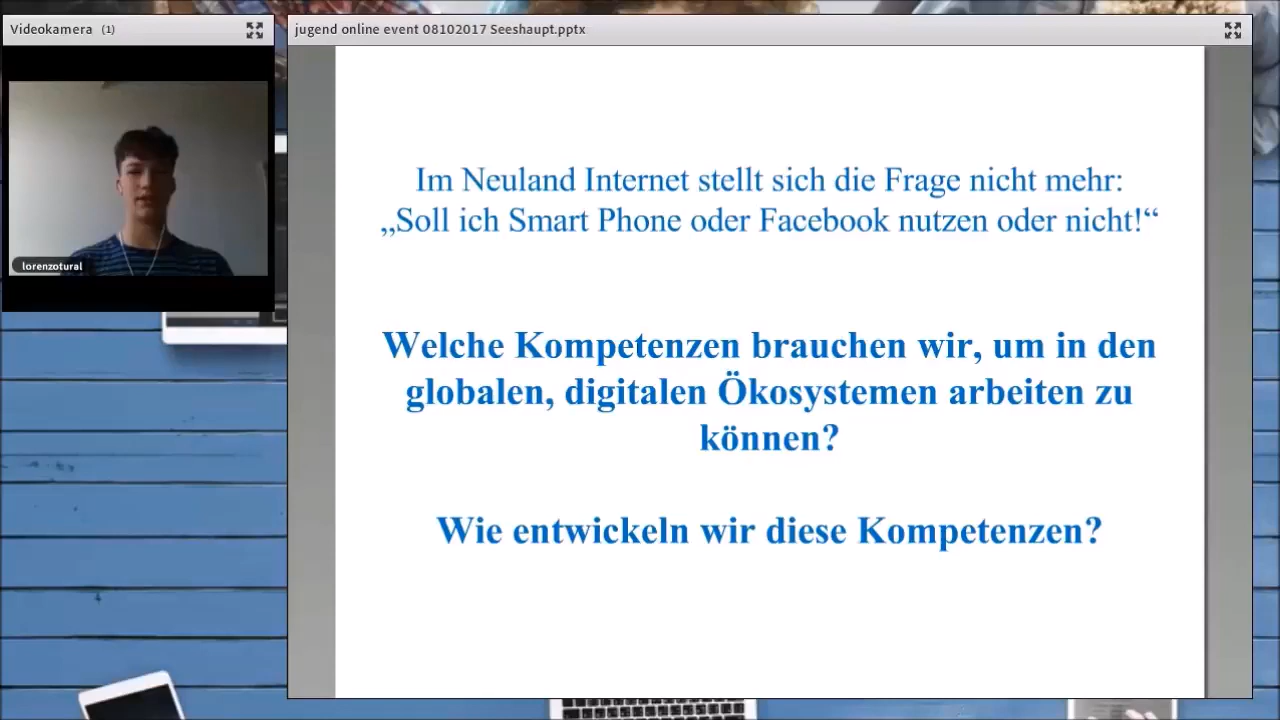 Videokamera (1)
jugend online event 08102017 Seeshaupt.pptx
lorenzotural
Im Neuland Internet stellt sich die Frage nicht mehr:
„Soll ich Smart Phone oder Facebook nutzen oder nicht!“
Welche Kompetenzen brauchen wir, um in den
globalen, digitalen Ökosystemen arbeiten zu
können?
Wie entwickeln wir diese Kompetenzen?